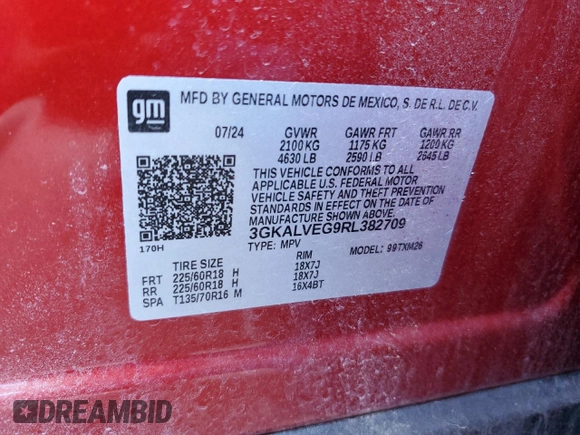 gm
MFD BY GENERAL MOTORS DE MEXICO, S. DE R.L. DE C.V.
07/24 GVWR GAWR FRT GAWR RR
2100 KG 1175 KG 1200 KG
4630 LB 2590 LB 2645 LB
THIS VEHICLE CONFORMS TO ALL
APPLICABLE U.S. FEDERAL MOTOR
VEHICLE SAFETY AND THEFT PREVENTION
STANDARDS IN EFFECT ON THE DATE OF
MANUFACTURE SHOWN ABOVE.
3GKALVEG9RL382709
170H TYPE: MPV MODEL: 99TXM26
TIRE SIZE RIM
FRT 225/60R18 H 18X7J
RR 225/60R18 H 18X7J
SPA T135/70R16 M 16X4BT
DREAMBID